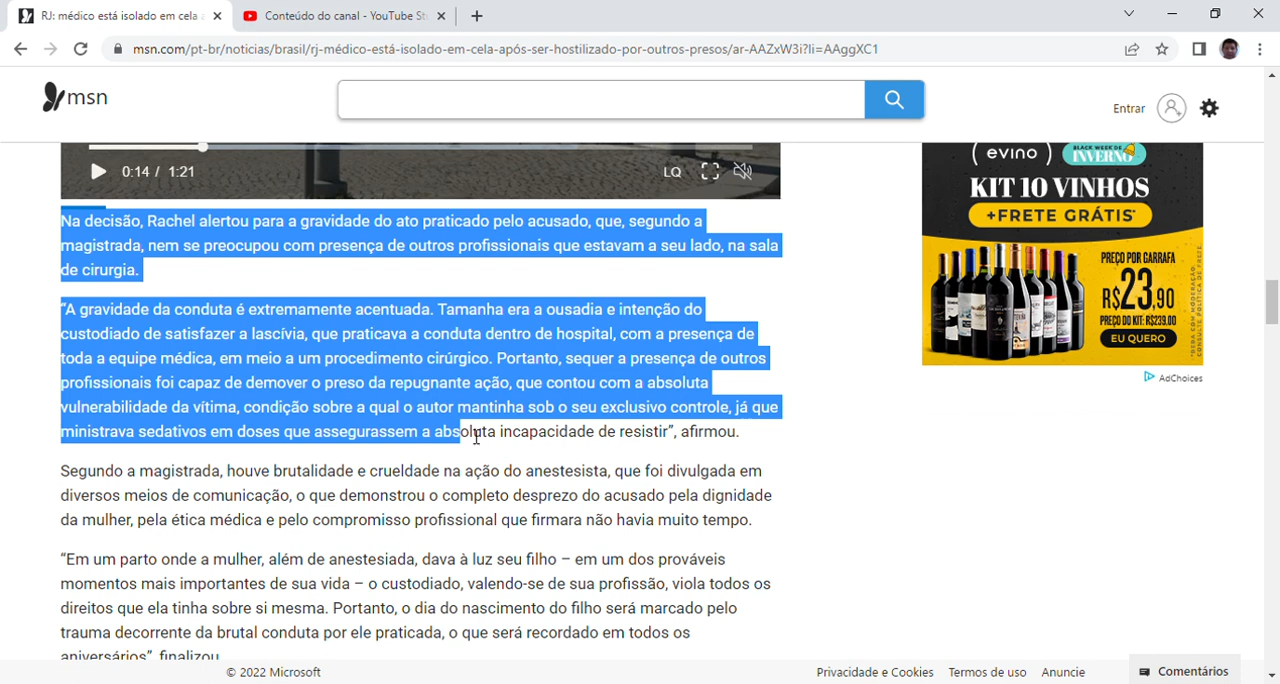 RJ: médico está isolado em cela a
Conteúdo do canal - YouTube St
msn.com/pt-br/noticias/brasil/rj-médico-está-isolado-em-cela-após-ser-hostilizado-por-outros-presos/ar-AAZxW3i?li=AAggXC1
msn
Entrar
0:14 / 1:21
LQ
Na decisão, Rachel alertou para a gravidade do ato praticado pelo acusado, que, segundo a
magistrada, nem se preocupou com presença de outros profissionais que estavam a seu lado, na sala
de cirurgia.
“A gravidade da conduta é extremamente acentuada. Tamanha era a ousadia e intenção do
custodiado de satisfazer a lascívia, que praticava a conduta dentro de hospital, com a presença de
toda a equipe médica, em meio a um procedimento cirúrgico. Portanto, sequer a presença de outros
profissionais foi capaz de demover o preso da repugnante ação, que contou com a absoluta
vulnerabilidade da vítima, condição sobre a qual o autor mantinha sob o seu exclusivo controle, já que
ministrava sedativos em doses que assegurassem a absoluta incapacidade de resistir”, afirmou.
Segundo a magistrada, houve brutalidade e crueldade na ação do anestesista, que foi divulgada em
diversos meios de comunicação, o que demonstrou o completo desprezo do acusado pela dignidade
da mulher, pela ética médica e pelo compromisso profissional que firmara não havia muito tempo.
“Em um parto onde a mulher, além de anestesiada, dava à luz seu filho – em um dos prováveis
momentos mais importantes de sua vida – o custodiado, valendo-se de sua profissão, viola todos os
direitos que ela tinha sobre si mesma. Portanto, o dia do nascimento do filho será marcado pelo
trauma decorrente da brutal conduta por ele praticada, o que será recordado em todos os
aniversários”, finalizou.
( evino )
BLACK WEEK DE
INVERNO
KIT 10 VINHOS
+FRETE GRÁTIS*
PREÇO POR GARRAFA
R$23,90
PREÇO DO KIT: R$239.00
EU QUERO
*BEBA COM MODERAÇÃO.
CONSULTE POLÍTICA DE FRETE
AdChoices
© 2022 Microsoft
Privacidade e Cookies
Termos de uso
Anuncie
Comentários